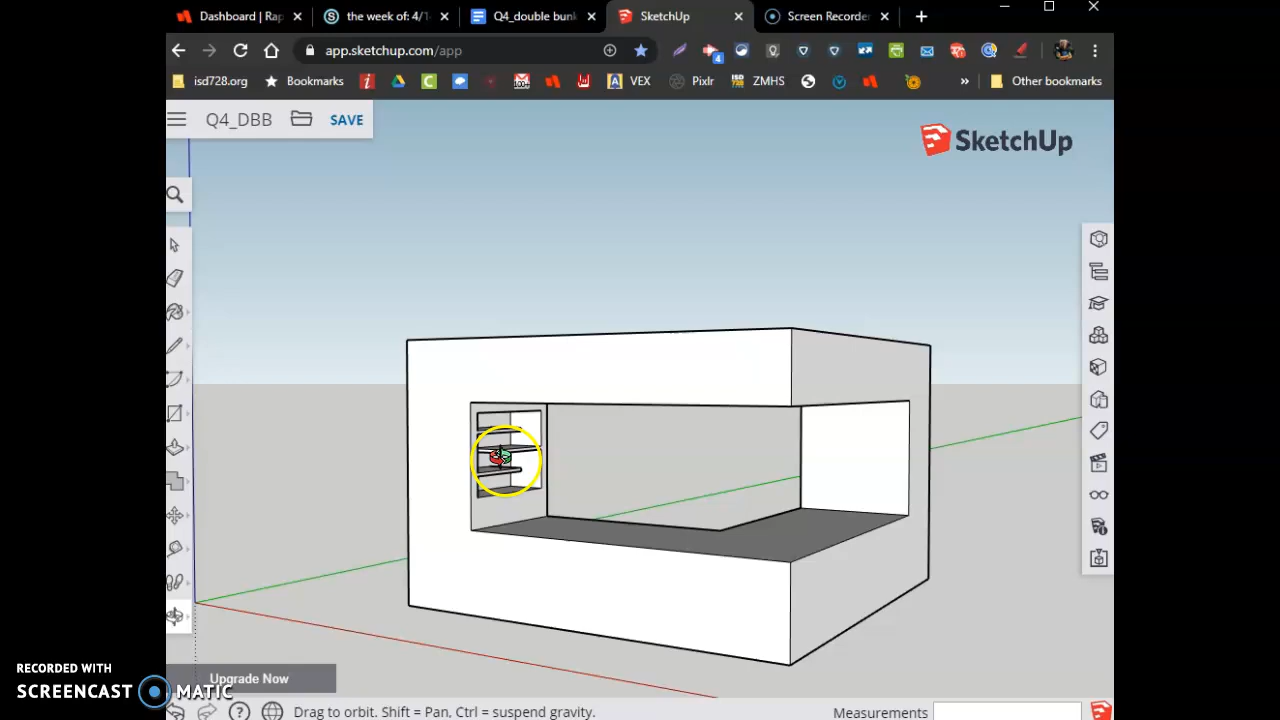 Dashboard | Rap
the week of: 4/1
Q4_double bunk
SketchUp
Screen Recorder
app.sketchup.com/app
isd728.org
Bookmarks
VEX
Pixlr
ZMHS
Other bookmarks
Q4_DBB
SAVE
SketchUp
Upgrade Now
RECORDED WITH
SCREENCAST MATIC
Drag to orbit. Shift = Pan, Ctrl = suspend gravity.
Measurements